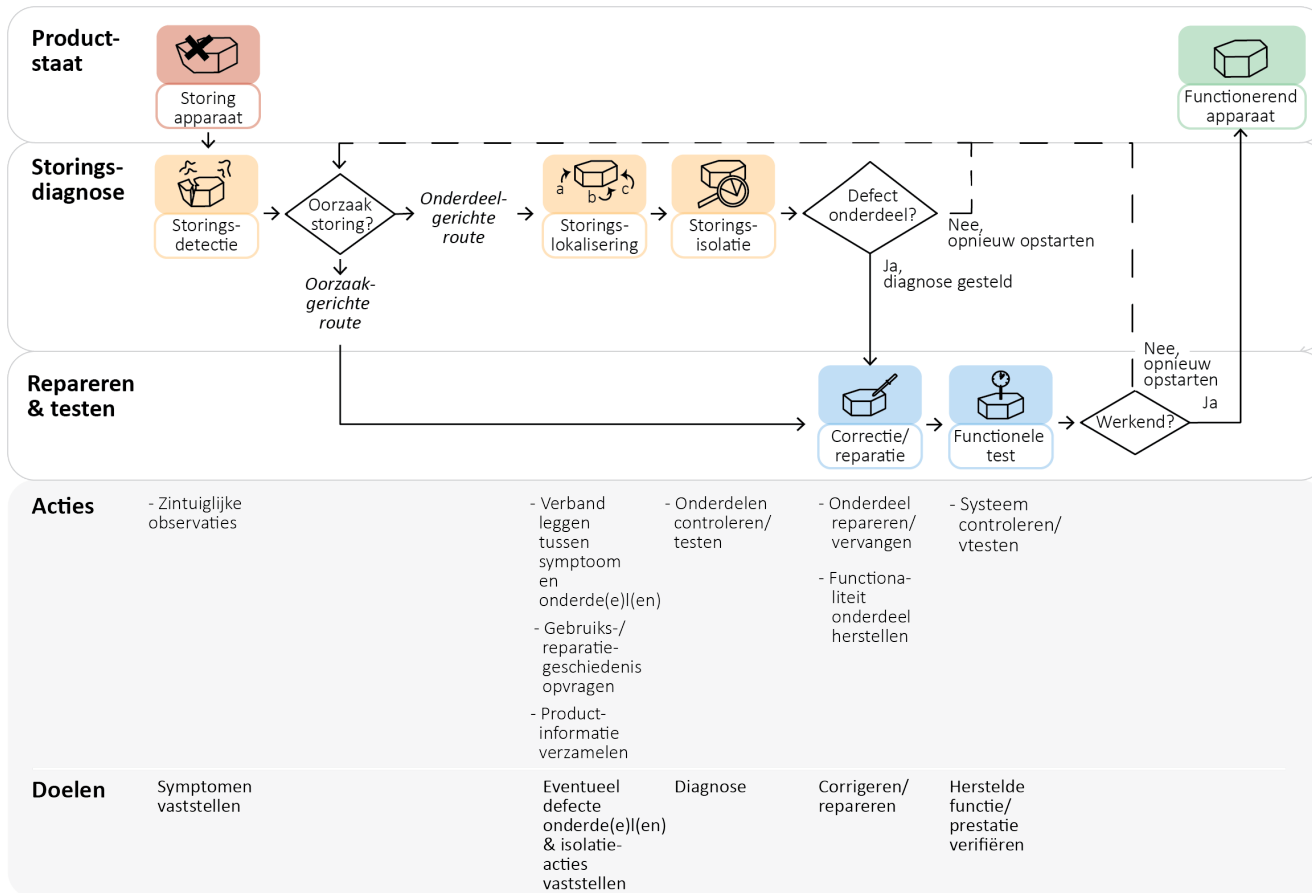 Product-
staat
Storing
apparaat
Functionerend
apparaat
Storings-
diagnose
Storings-
detectie
Oorzaak
storing?
Onderdeel-
gerichte
route
a
b
c
Storings-
lokalisering
Storings-
isolatie
Defect
onderdeel?
Nee,
opnieuw opstarten
Ja,
diagnose gesteld
Oorzaak-
gerichte
route
Repareren
& testen
Correctie/
reparatie
Functionele
test
Werkend?
Nee,
opnieuw
opstarten
Ja
Acties
- Zintuiglijke
observaties
- Verband
leggen
tussen
symptoom
en
onderde(e)l(en)
- Gebruiks-/
reparatie-
geschiedenis
opvragen
- Product-
informatie
verzamelen
- Onderdelen
controleren/
testen
- Onderdeel
repareren/
vervangen
- Functiona-
liteit
onderdeel
herstellen
- Systeem
controleren/
vtesten
Doelen
Symptomen
vaststellen
Eventueel
defecte
onderde(e)l(en)
& isolatie-
acties
vaststellen
Diagnose
Corrigeren/
repareren
Herstelde
functie/
prestatie
verifiëren